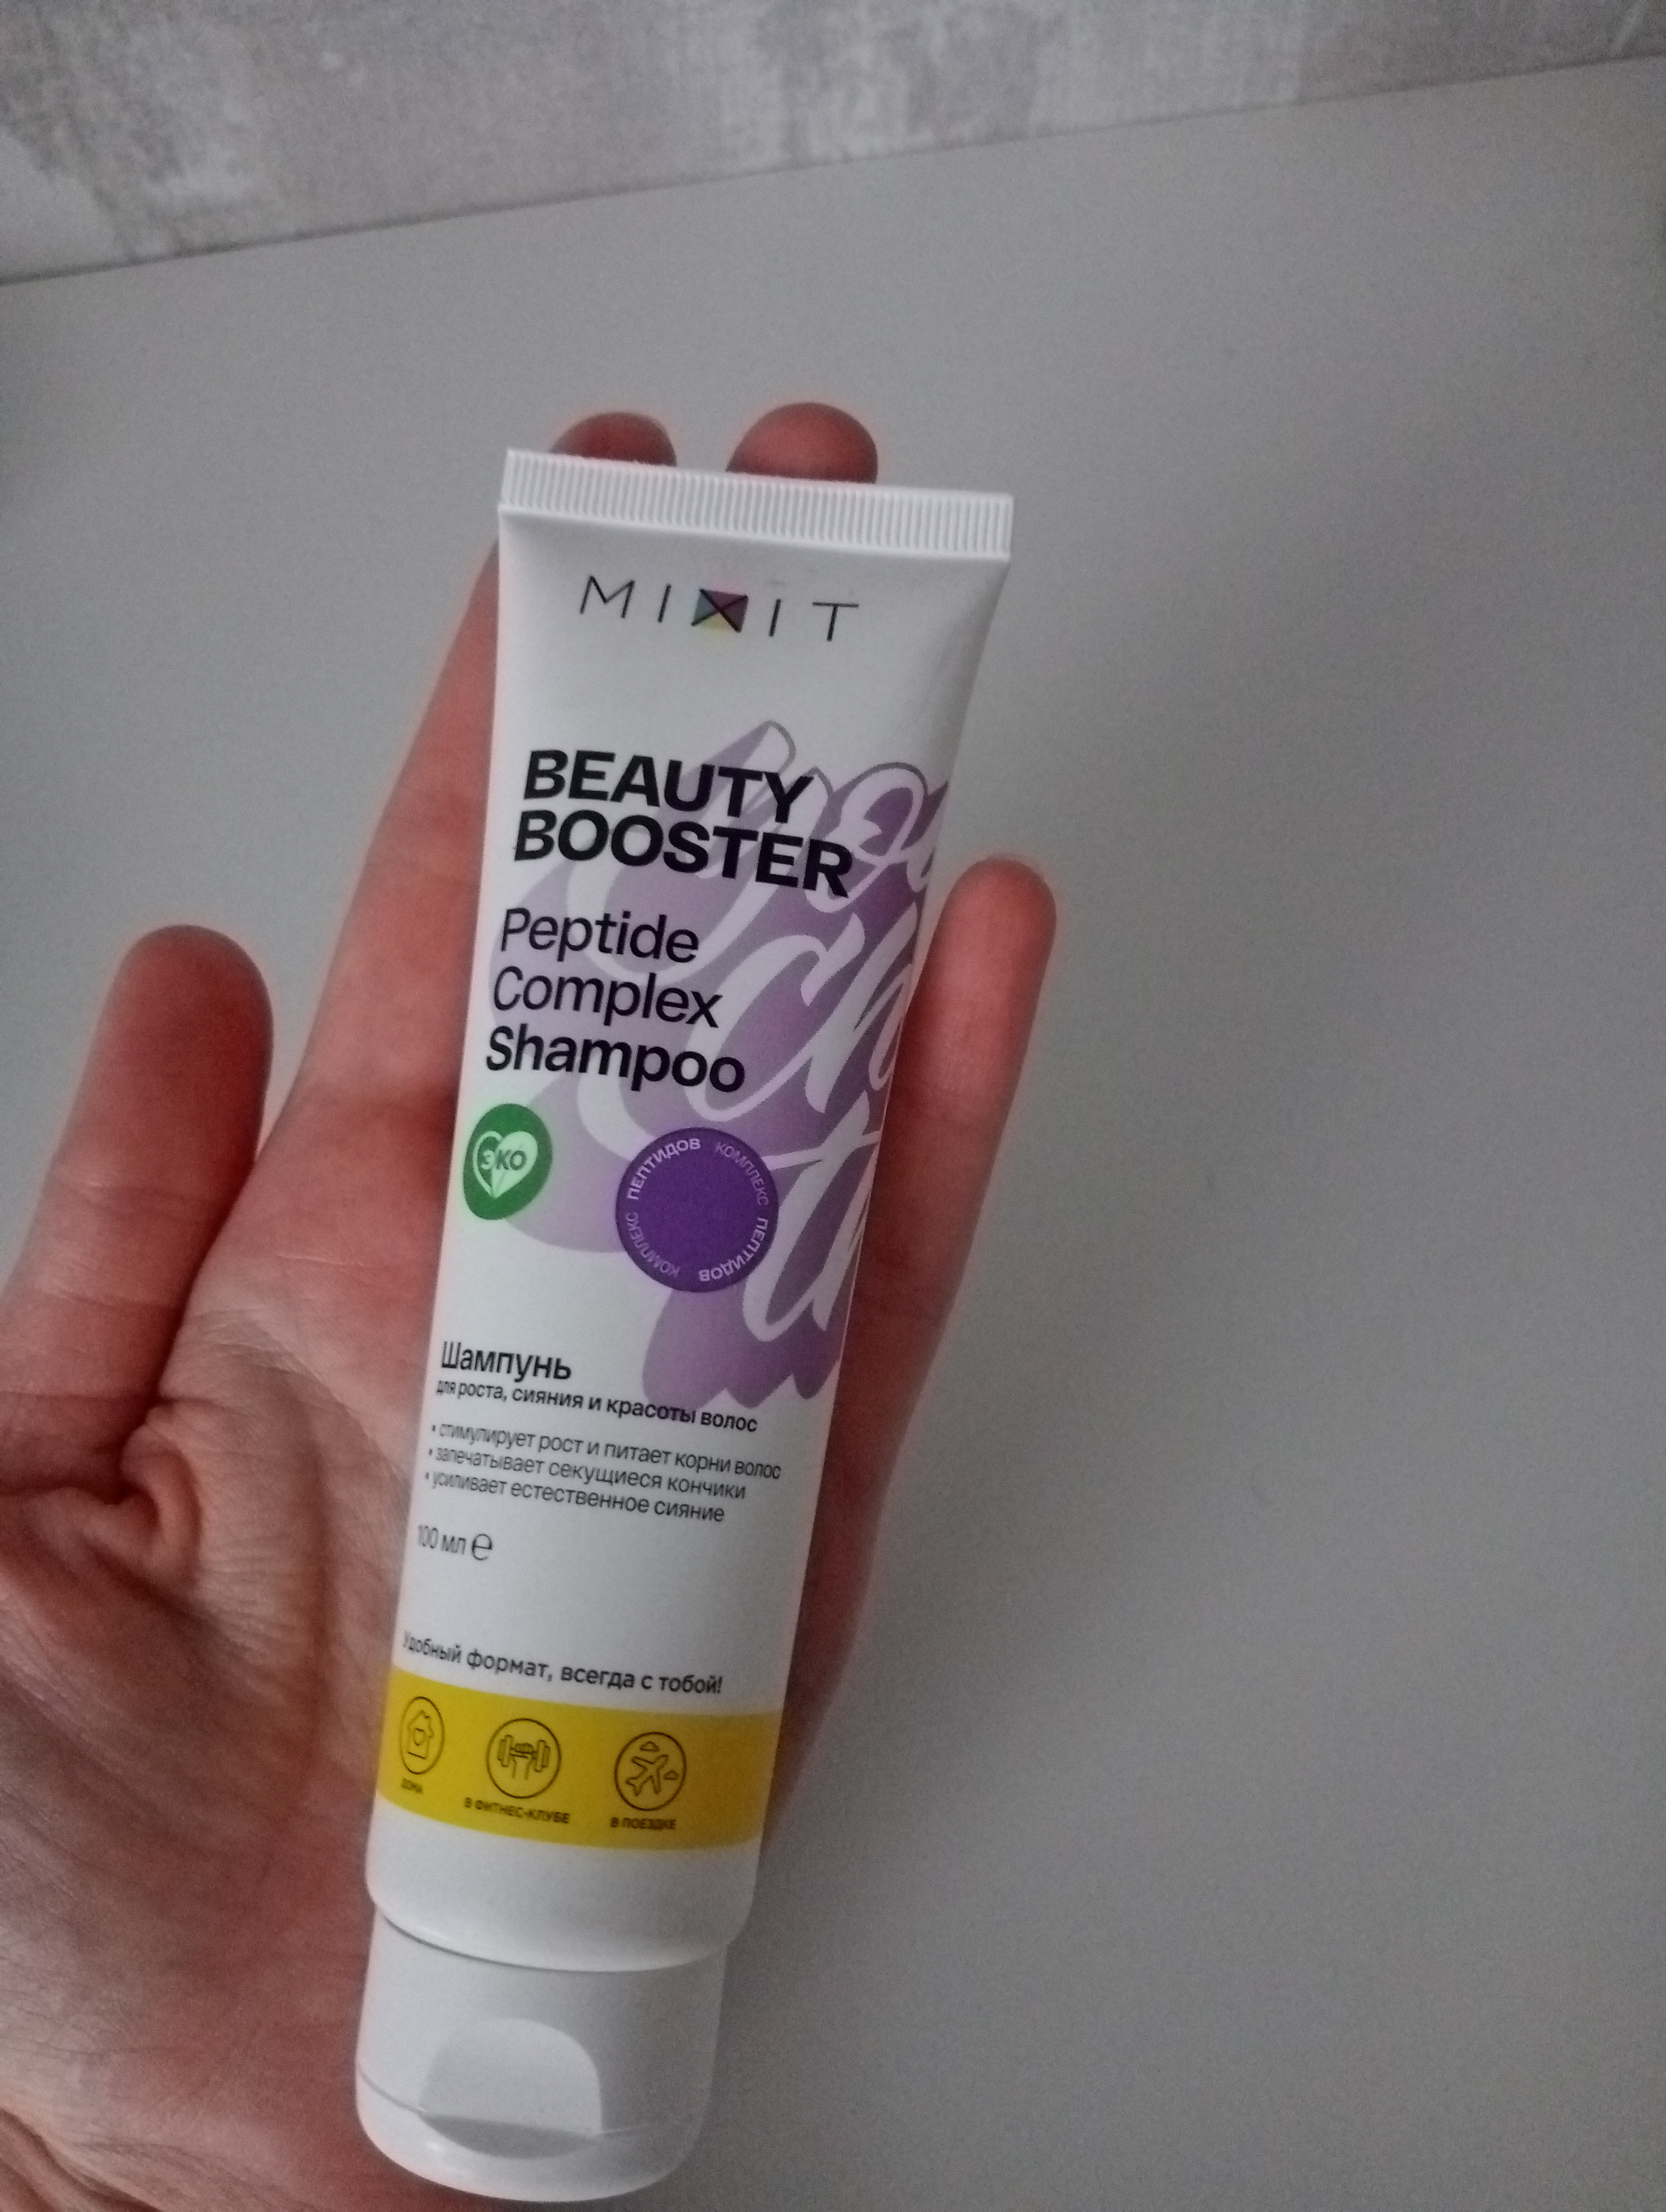 MIXIT
BEAUTY
BOOSTER
Peptide
Complex
Shampoo
ЭКО
КОМПЛЕКС ПЕПТИДОВ КОМПЛЕКС ПЕПТИДОВ
Шампунь
для роста, сияния и красоты волос
• стимулирует рост и питает корни волос
• запечатывает секущиеся кончики
• усиливает естественное сияние
100 мл ℮
Удобный формат, всегда с тобой!
ДОМА
В ФИТНЕС-КЛУБЕ
В ПОЕЗДКЕ